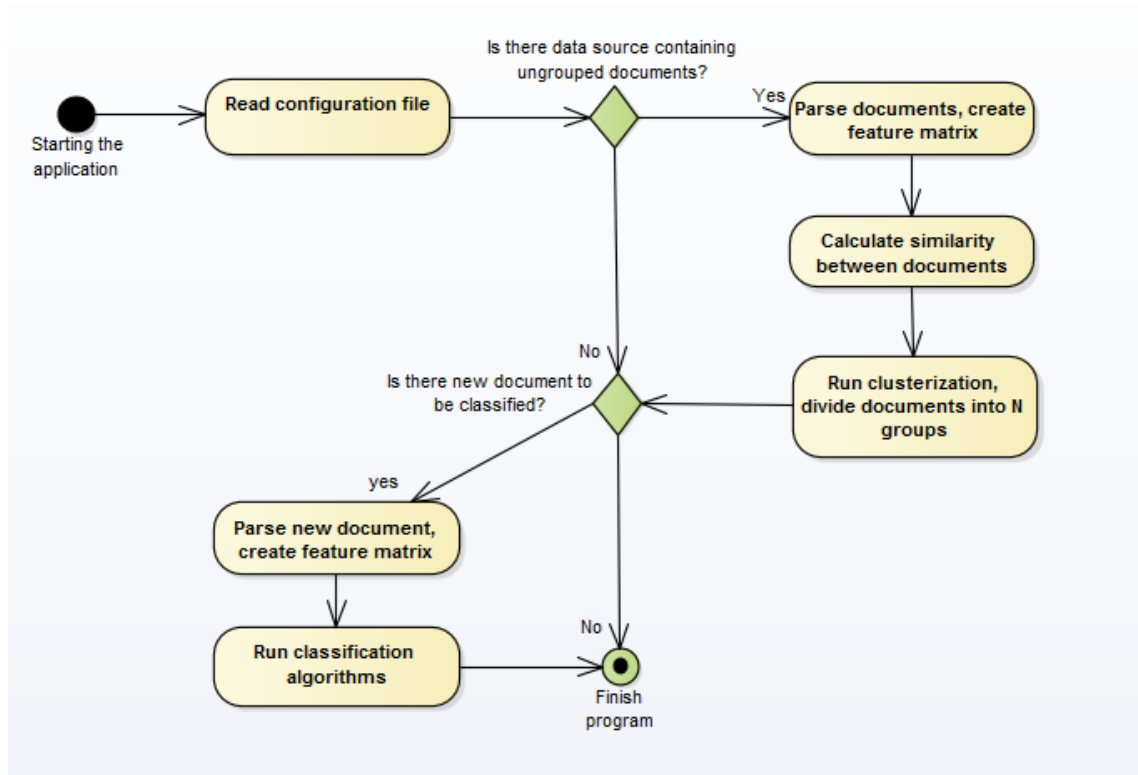 Is there data source containing
ungrouped documents?
Starting the
application
Read configuration file
Yes
Parse documents, create
feature matrix
Calculate similarity
between documents
Run clusterization,
divide documents into N
groups
No
Is there new document to
be classified?
yes
Parse new document,
create feature matrix
Run classification
algorithms
No
Finish
program